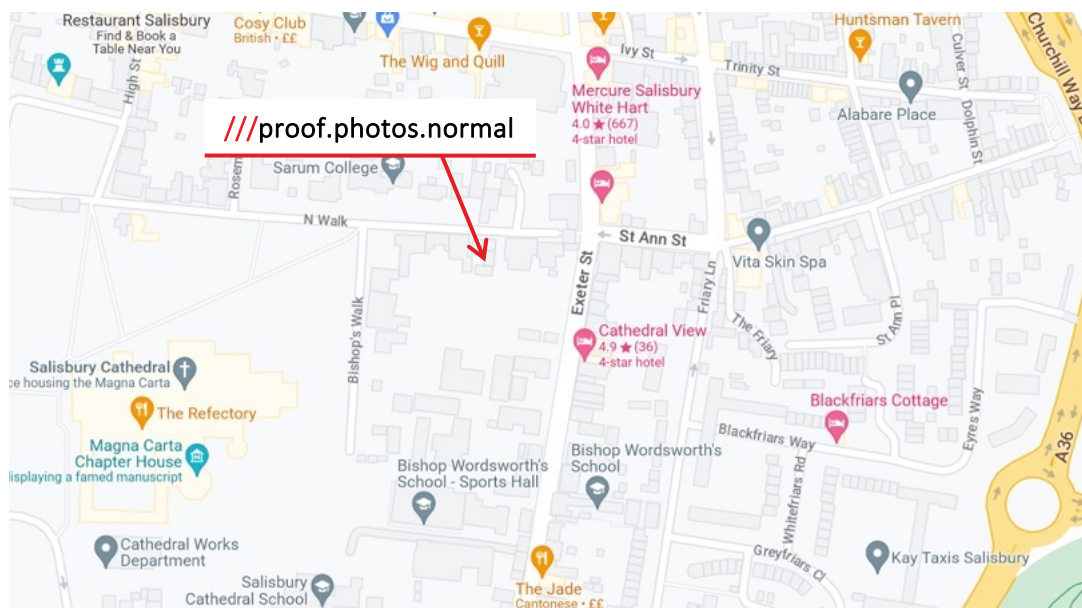 Restaurant Salisbury
Find & Book a
Table Near You
Cosy Club
British • ££
The Wig and Quill
Ivy St
Huntsman Tavern
Churchill Way
High St
Trinity St
Culver St
Mercure Salisbury
White Hart
4.0 ★ (667)
4-star hotel
Alabare Place
Dolphin St
///proof.photos.normal
Sarum College
N Walk
St Ann St
Vita Skin Spa
Exeter St
Friary Ln
Bishop's Walk
The Friary
St Ann Pl
Cathedral View
4.9 ★ (36)
4-star hotel
Salisbury Cathedral
ce housing the Magna Carta
The Refectory
Blackfriars Cottage
Eyres Way
Blackfriars Way
A36
Magna Carta
Chapter House
displaying a famed manuscript
Bishop Wordsworth's
School - Sports Hall
Bishop Wordsworth's
School
Whitefriars Rd
Cathedral Works
Department
Greyfriars Cl
Kay Taxis Salisbury
Salisbury
Cathedral School
The Jade
Cantonese • ££